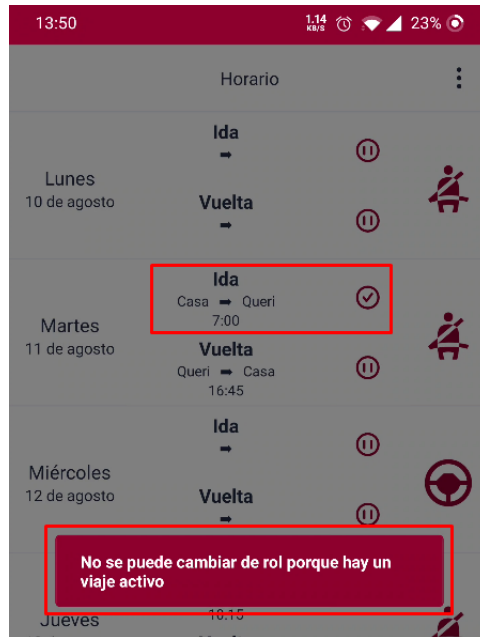 13:50
1.14
KB/S
23%
Horario
Ida
Lunes
10 de agosto
Vuelta
Ida
Casa ➡ Queri
7:00
Martes
11 de agosto
Vuelta
Queri ➡ Casa
16:45
Ida
Miércoles
12 de agosto
Vuelta
No se puede cambiar de rol porque hay un
viaje activo
Jueves